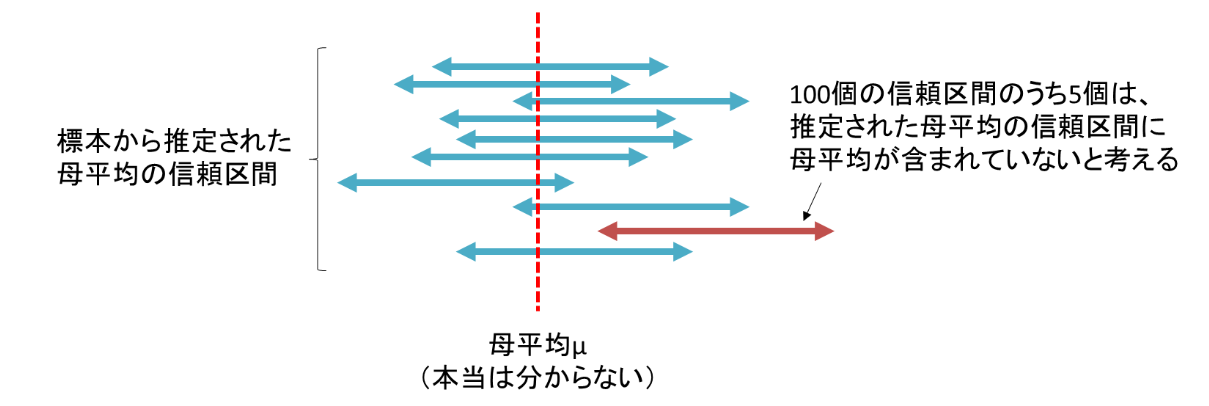 標本から推定された
母平均の信頼区間
100個の信頼区間のうち5個は、
推定された母平均の信頼区間に
母平均が含まれていないと考える
母平均μ
（本当は分からない）